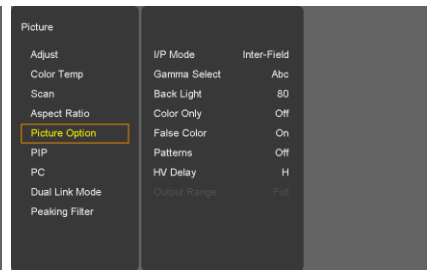 Picture
Adjust
Color Temp
Scan
Aspect Ratio
Picture Option
PIP
PC
Dual Link Mode
Peaking Filter
I/P Mode Inter-Field
Gamma Select Abc
Back Light 80
Color Only Off
False Color On
Patterns Off
HV Delay H
Output Range Full